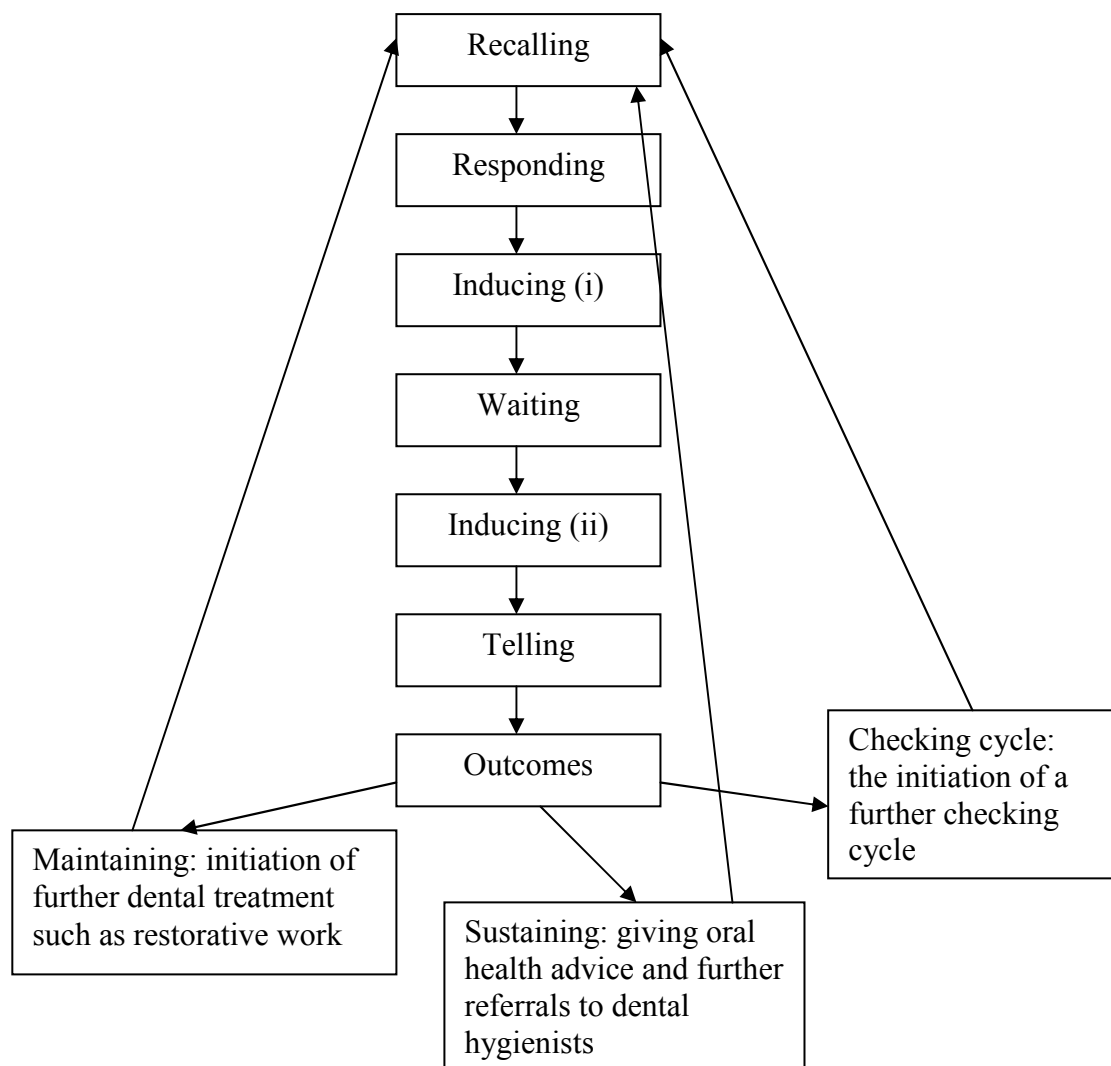 Recalling
Responding
Inducing (i)
Waiting
Inducing (ii)
Telling
Outcomes
Maintaining: initiation of
further dental treatment
such as restorative work
Sustaining: giving oral
health advice and further
referrals to dental
hygienists
Checking cycle:
the initiation of a
further checking
cycle